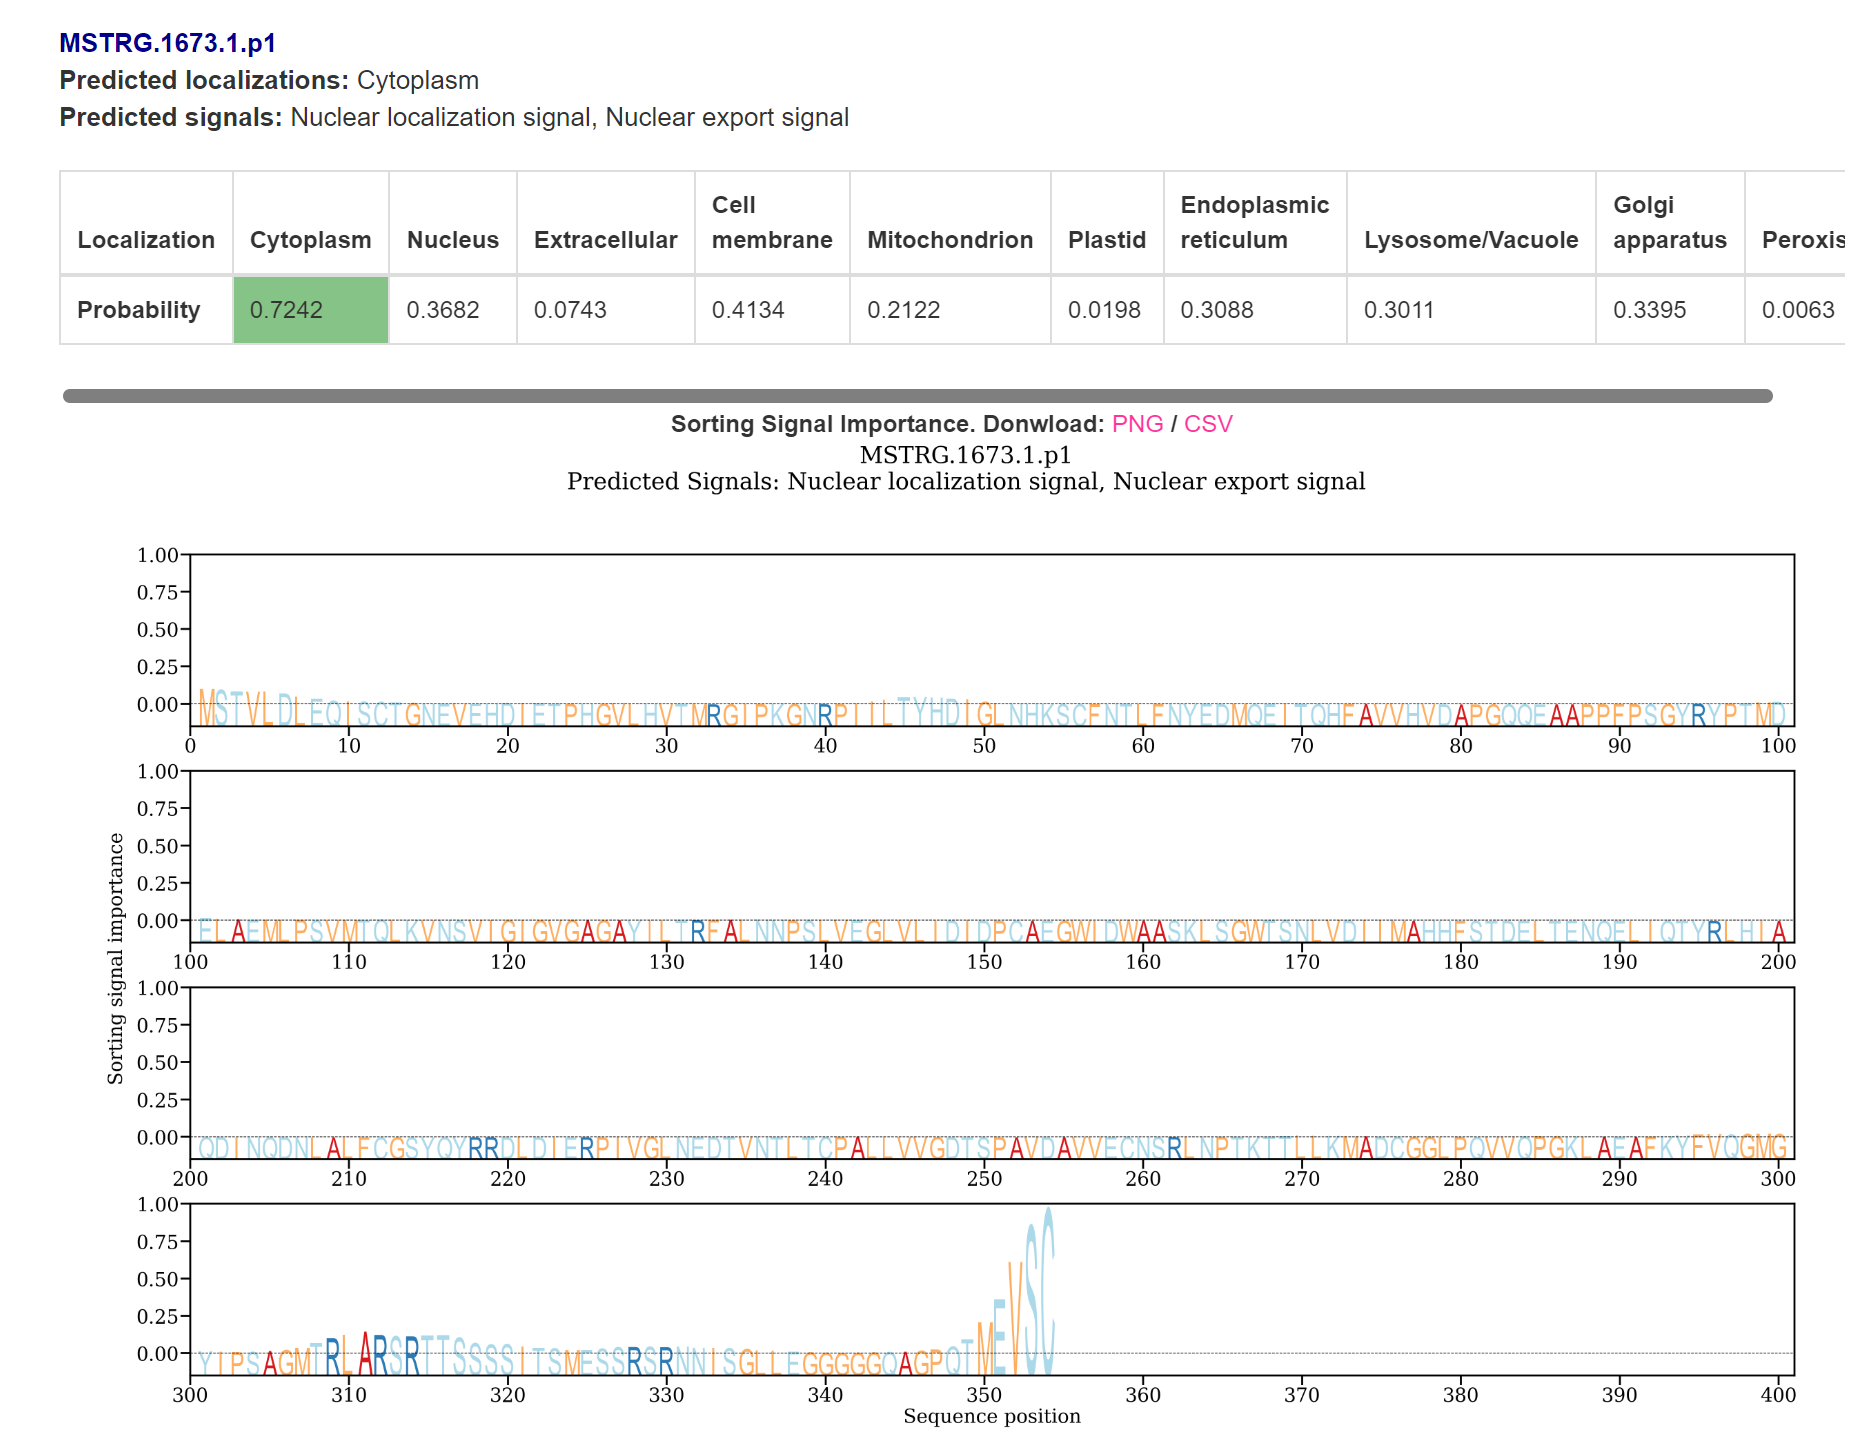 MSTRG.1673.1.p1
Predicted localizations: Cytoplasm
Predicted signals: Nuclear localization signal, Nuclear export signal
Localization Cytoplasm Nucleus Extracellular Cell membrane Mitochondrion Plastid Endoplasmic reticulum Lysosome/Vacuole Golgi apparatus Peroxis
Probability 0.7242 0.3682 0.0743 0.4134 0.2122 0.0198 0.3088 0.3011 0.3395 0.0063
Sorting Signal Importance. Donwload: PNG / CSV
MSTRG.1673.1.p1
Predicted Signals: Nuclear localization signal, Nuclear export signal
Sorting signal importance
1.00
0.75
0.50
0.25
0.00
MSTVLDLEQISCTGNEVEHDIETPHGVLHVTMRGIPKGNRPIILTYHDIGLNHKSCFNTLFNYEDMQEITQHFAVVHVDAPGQQEAAPPFPSGYRYPTMD
0 10 20 30 40 50 60 70 80 90 100
1.00
0.75
0.50
0.25
0.00
ELAEMLPSVMTQLKVNSVIGIGVGAGAYILTRFALNNPSLVEGLVLIDIDPCAEGWIDWAASKLSGWTSNLVDIIMAHHFSTDELTENQELIQTYRLHIA
100 110 120 130 140 150 160 170 180 190 200
1.00
0.75
0.50
0.25
0.00
QDINQDNLALFCGSYQYRRDLDIERPIVGLNEDTVNTLTCPALLVVGDTSPAVDAVVECNSRLNPTKTTLLKMADCGGLPQVVQPGKLAEAFKYFVQGMG
200 210 220 230 240 250 260 270 280 290 300
1.00
0.75
0.50
0.25
0.00
YIPSAGMTRLARSRTTSSSSITSMESSRSRNNISGLLEGGGGGQAGPQTMEVSC
300 310 320 330 340 350 360 370 380 390 400
Sequence position